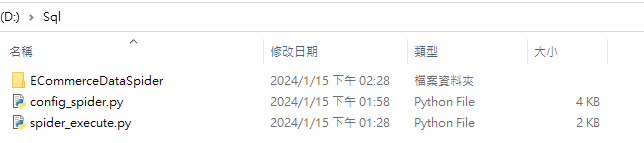 (D:) > Sql
名稱 修改日期 類型 大小
ECommerceDataSpider 2024/1/15 下午 02:28 檔案資料夾
config_spider.py 2024/1/15 下午 01:58 Python File 4 KB
spider_execute.py 2024/1/15 下午 01:28 Python File 2 KB